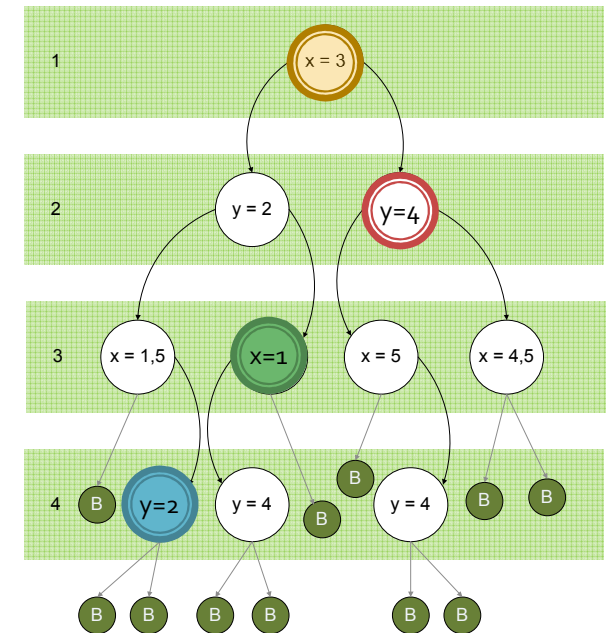 1
x = 3
2
y = 2
y=4
3
x = 1,5
x=1
x = 5
x = 4,5
4
B
y=2
y = 4
B
B
y = 4
B
B
B
B
B
B
B
B